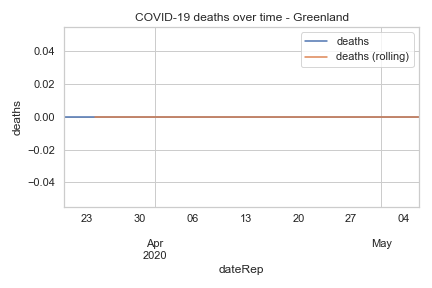 COVID-19 deaths over time - Greenland
deaths
deaths (rolling)
0.04
0.02
0.00
−0.02
−0.04
deaths
23 30 06 13 20 27 04
Apr May
2020
dateRep